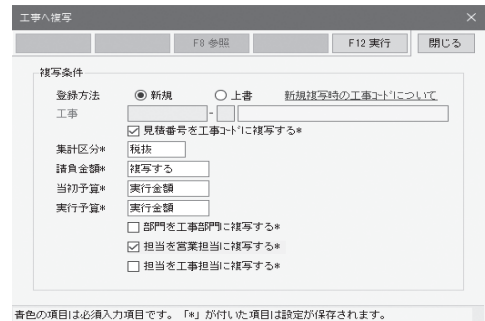 工事へ複写
F8 参照 F12 実行 閉じる
複写条件
登録方法 新規 上書 新規複写時の工事ｺｰﾄﾞについて
工事 -
見積番号を工事ｺｰﾄﾞに複写する*
集計区分* 税抜
請負金額* 複写する
当初予算* 実行金額
実行予算* 実行金額
部門を工事部門に複写する*
担当を営業担当に複写する*
担当を工事担当に複写する*
青色の項目は必須入力項目です。「*」が付いた項目は設定が保存されます。